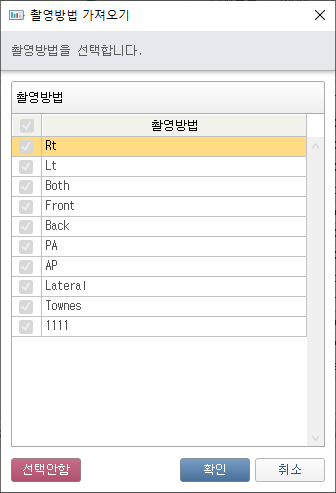 촬영방법 가져오기
촬영방법을 선택합니다.
촬영방법
촬영방법
Rt
Lt
Both
Front
Back
PA
AP
Lateral
Townes
1111
선택안함 확인 취소